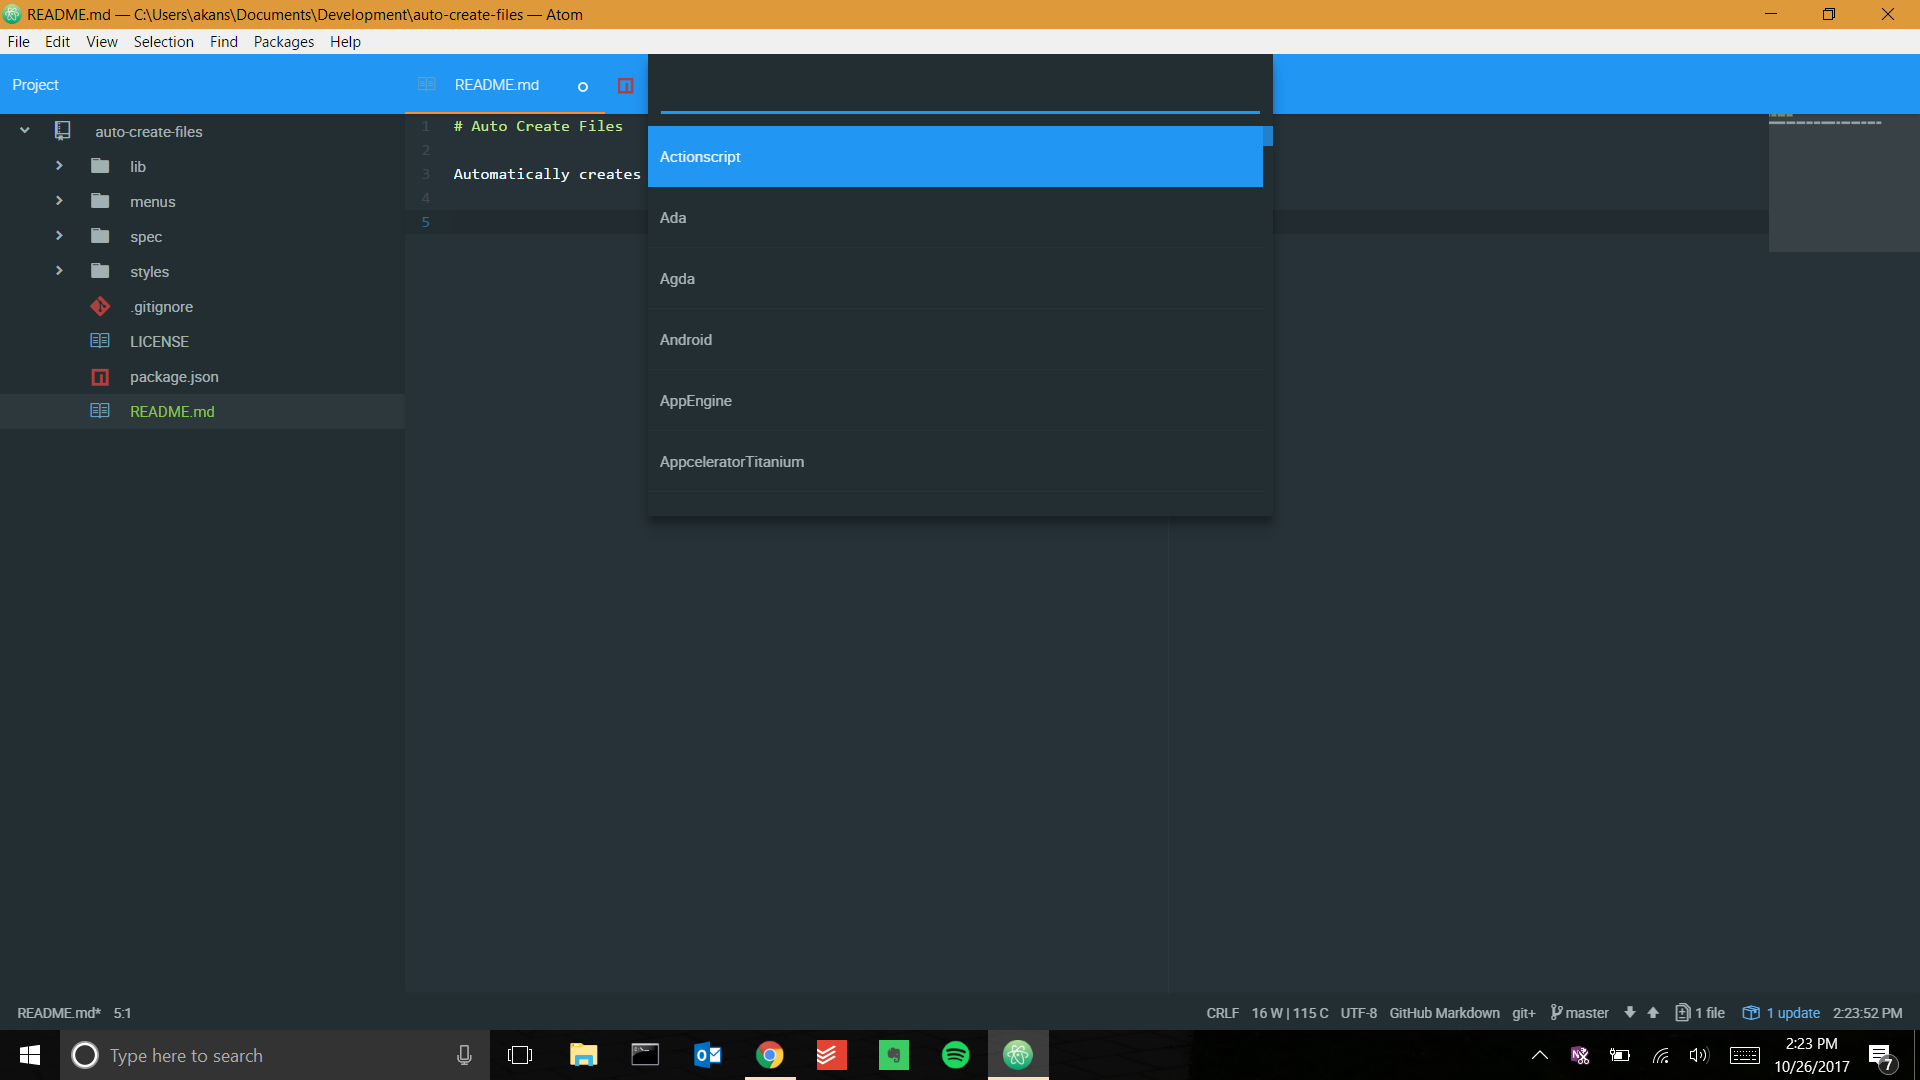 README.md — C:\Users\akans\Documents\Development\auto-create-files — Atom
File Edit View Selection Find Packages Help
Project
README.md
auto-create-files
lib
menus
spec
styles
.gitignore
LICENSE
package.json
README.md
1 # Auto Create Files
2
3 Automatically creates
4
5
Actionscript
Ada
Agda
Android
AppEngine
AppceleratorTitanium
README.md* 5:1
CRLF 16 W | 115 C UTF-8 GitHub Markdown git+ master 1 file 1 update 2:23:52 PM
Type here to search
2:23 PM
10/26/2017
7